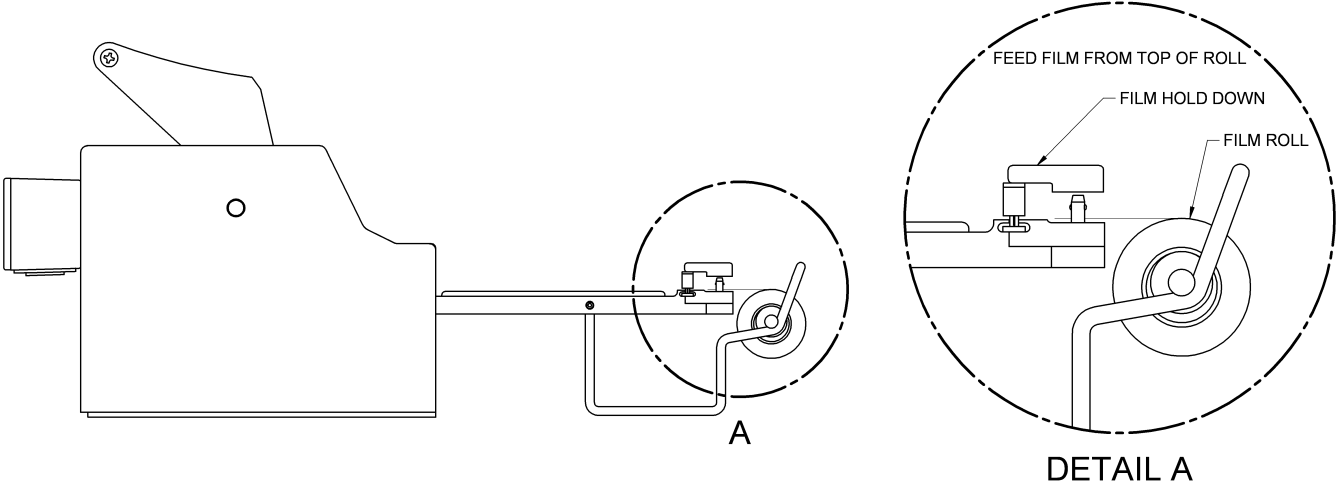 FEED FILM FROM TOP OF ROLL
FILM HOLD DOWN
FILM ROLL
A
DETAIL A